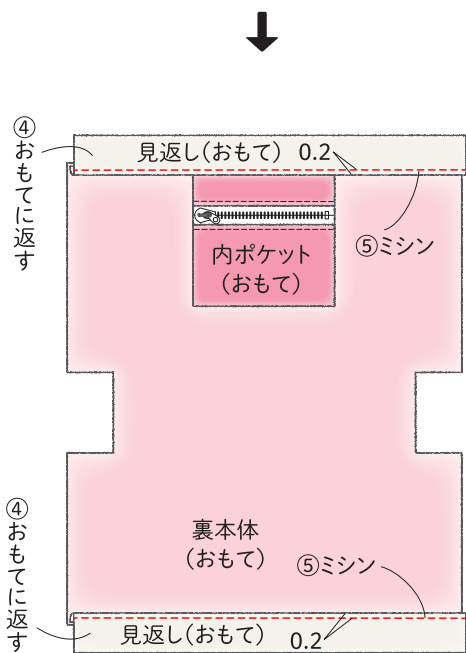 ④おもてに返す
見返し(おもて) 0.2
⑤ミシン
内ポケット
(おもて)
裏本体
(おもて)
④おもてに返す
⑤ミシン
見返し(おもて) 0.2